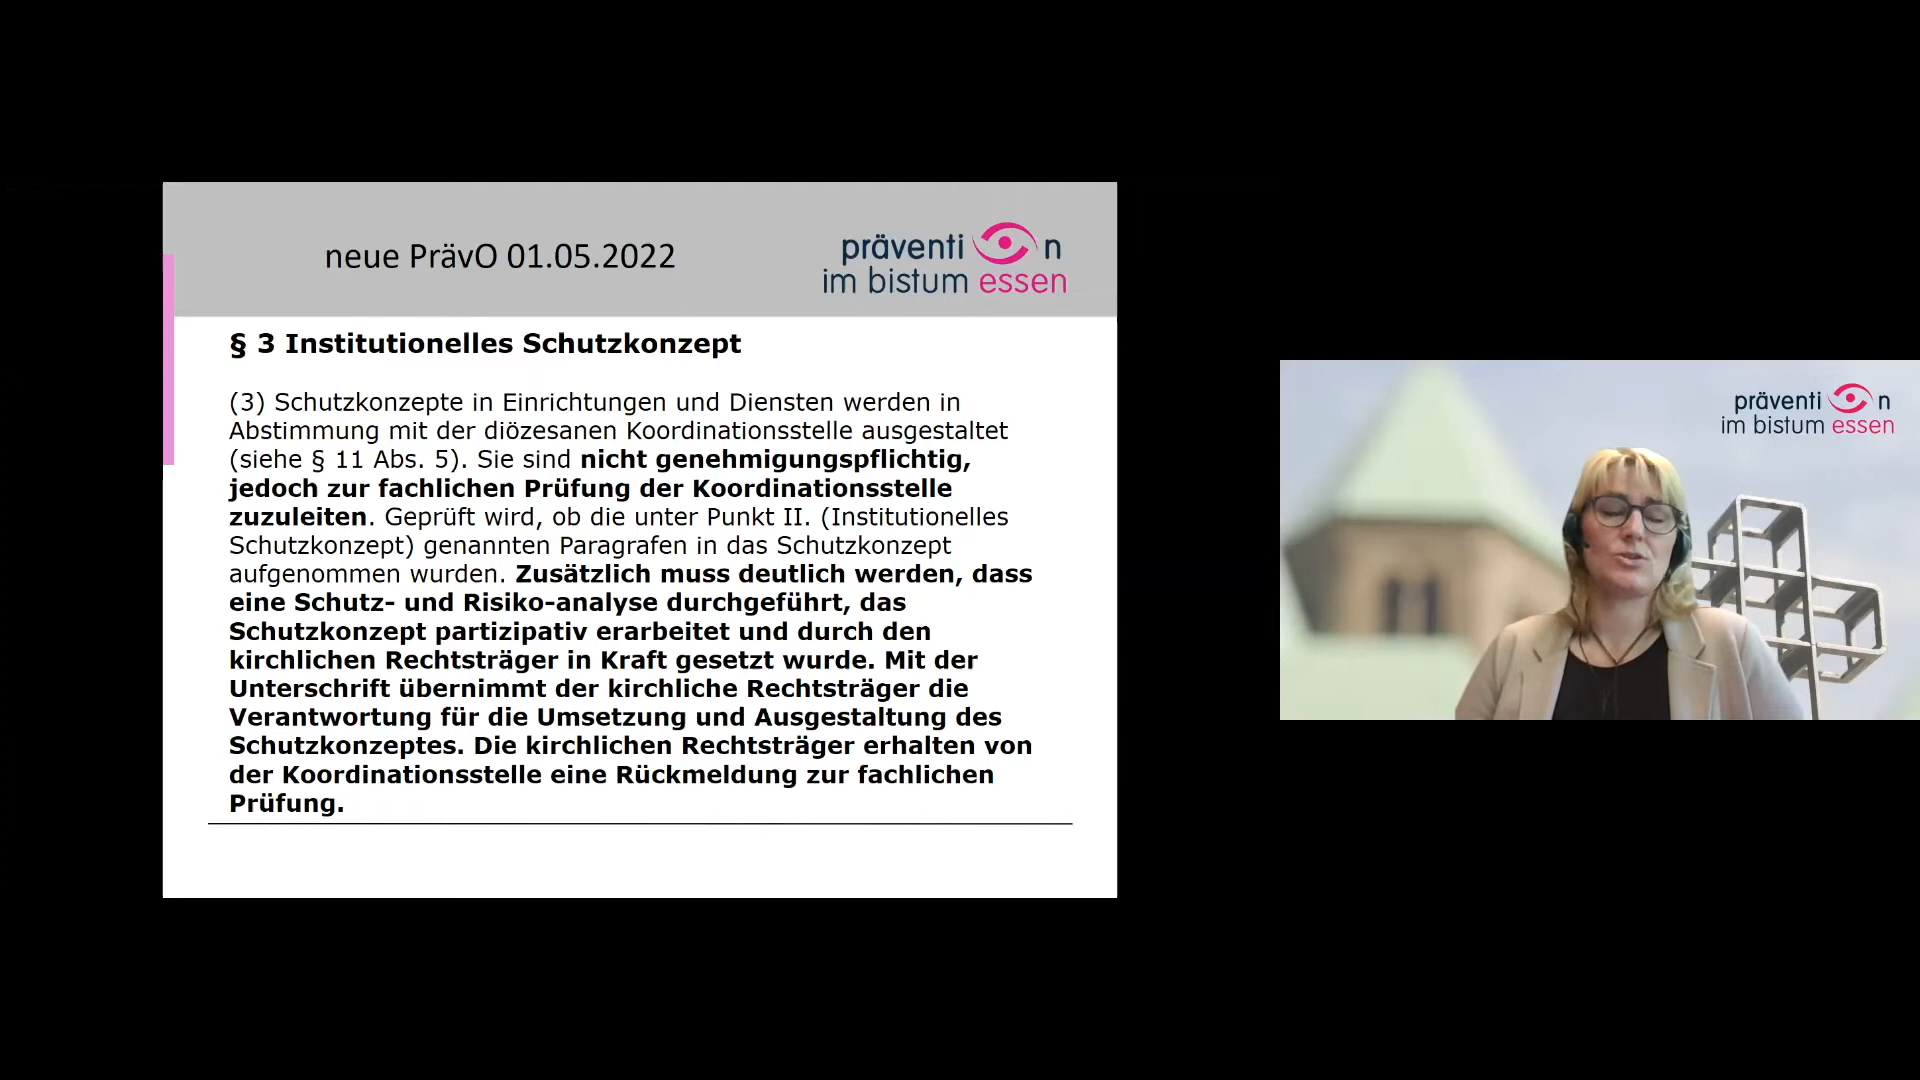 neue PrävO 01.05.2022
präventi n
im bistum essen
§ 3 Institutionelles Schutzkonzept
(3) Schutzkonzepte in Einrichtungen und Diensten werden in
Abstimmung mit der diözesanen Koordinationsstelle ausgestaltet
(siehe § 11 Abs. 5). Sie sind nicht genehmigungspflichtig,
jedoch zur fachlichen Prüfung der Koordinationsstelle
zuzuleiten. Geprüft wird, ob die unter Punkt II. (Institutionelles
Schutzkonzept) genannten Paragrafen in das Schutzkonzept
aufgenommen wurden. Zusätzlich muss deutlich werden, dass
eine Schutz- und Risiko-analyse durchgeführt, das
Schutzkonzept partizipativ erarbeitet und durch den
kirchlichen Rechtsträger in Kraft gesetzt wurde. Mit der
Unterschrift übernimmt der kirchliche Rechtsträger die
Verantwortung für die Umsetzung und Ausgestaltung des
Schutzkonzeptes. Die kirchlichen Rechtsträger erhalten von
der Koordinationsstelle eine Rückmeldung zur fachlichen
Prüfung.
präventi n
im bistum essen